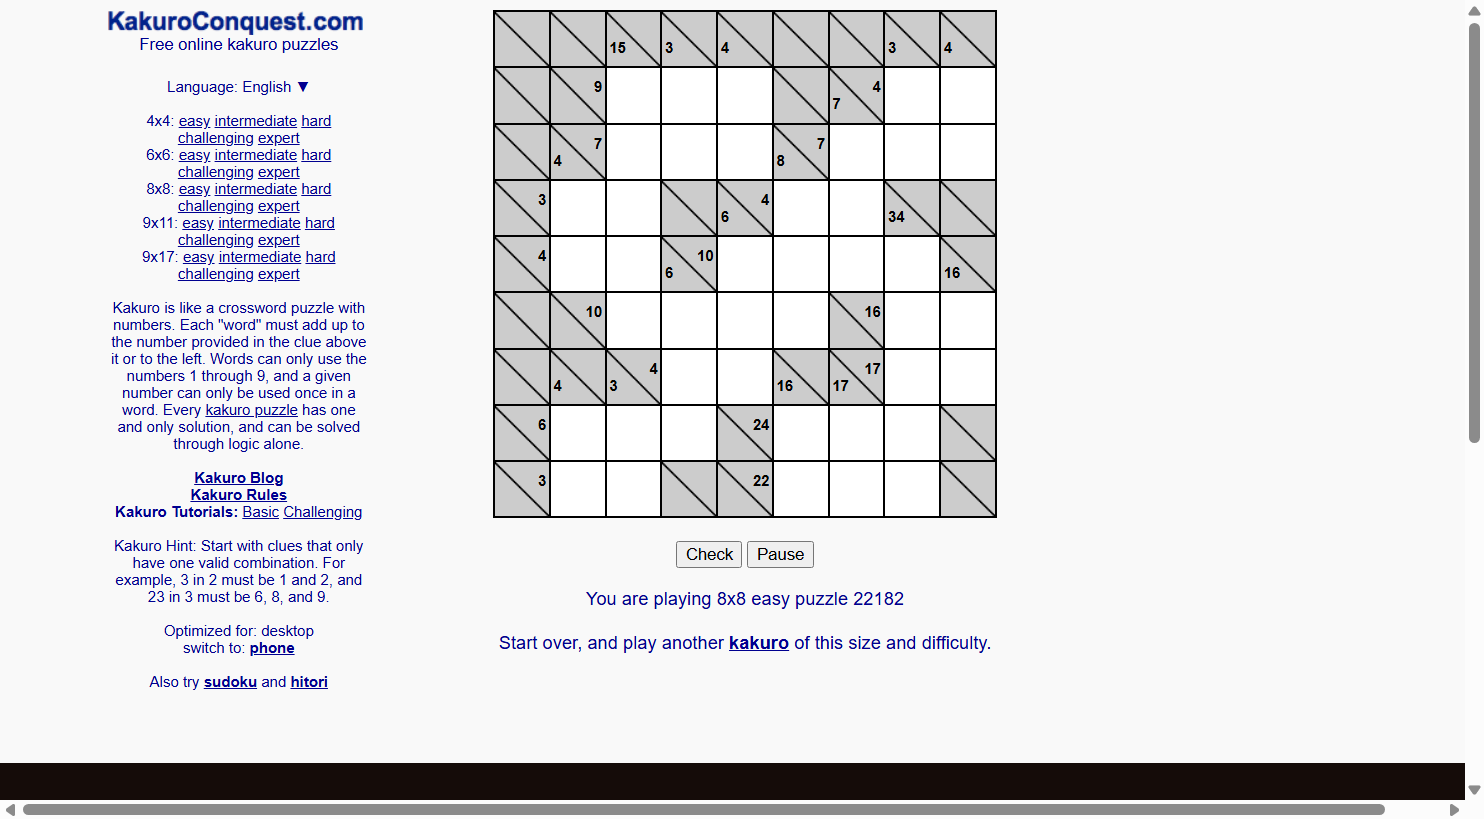 KakuroConquest.com
Free online kakuro puzzles
Language: English ▼
4x4: easy intermediate hard
challenging expert
6x6: easy intermediate hard
challenging expert
8x8: easy intermediate hard
challenging expert
9x11: easy intermediate hard
challenging expert
9x17: easy intermediate hard
challenging expert
Kakuro is like a crossword puzzle with
numbers. Each "word" must add up to
the number provided in the clue above
it or to the left. Words can only use the
numbers 1 through 9, and a given
number can only be used once in a
word. Every kakuro puzzle has one
and only solution, and can be solved
through logic alone.
Kakuro Blog
Kakuro Rules
Kakuro Tutorials: Basic Challenging
Kakuro Hint: Start with clues that only
have one valid combination. For
example, 3 in 2 must be 1 and 2, and
23 in 3 must be 6, 8, and 9.
Optimized for: desktop
switch to: phone
Also try sudoku and hitori
15 3 4 3 4
9 4
7
7 7
4 8
3 4
6 34
4 10
6 16
10 16
4 17
4 3 16 17
6 24
3 22
Check Pause
You are playing 8x8 easy puzzle 22182
Start over, and play another kakuro of this size and difficulty.